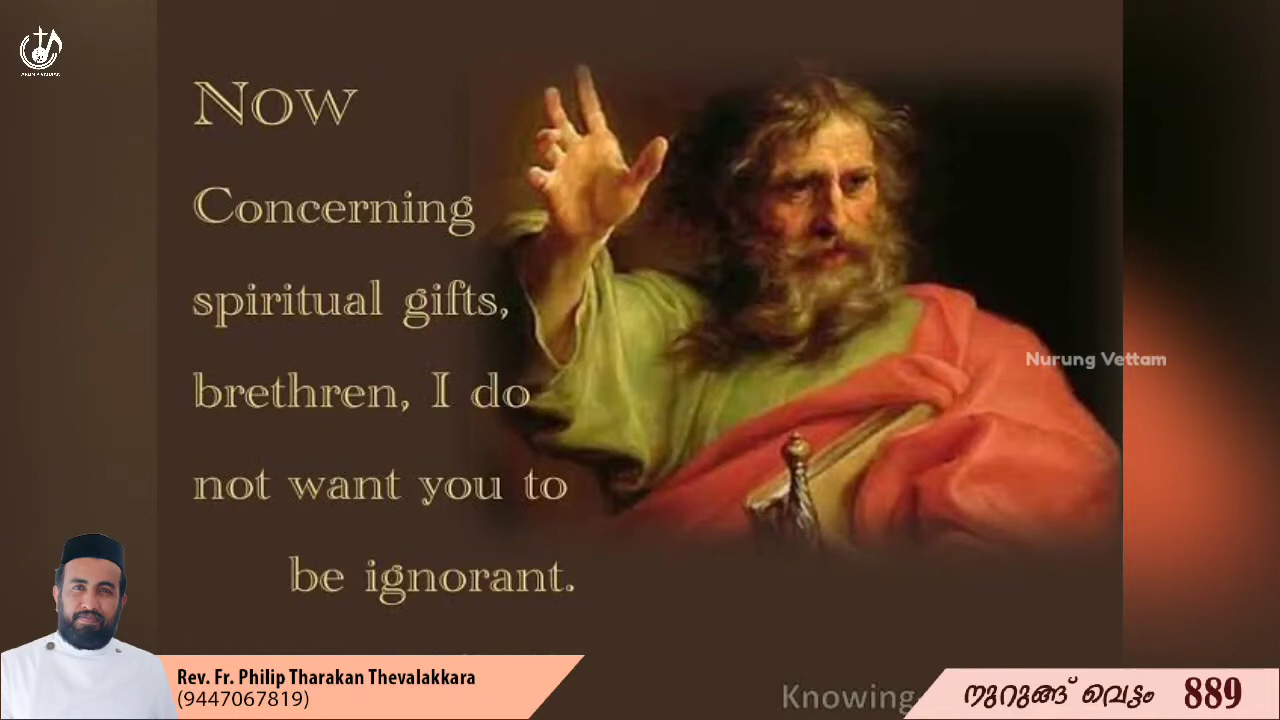 Now
Concerning
spiritual gifts,
brethren, I do
not want you to
be ignorant.
Nurung Vettam
Rev. Fr. Philip Tharakan Thevalakkara
(9447067819)
Knowing
നുറുങ്ങ് വെട്ടം 889